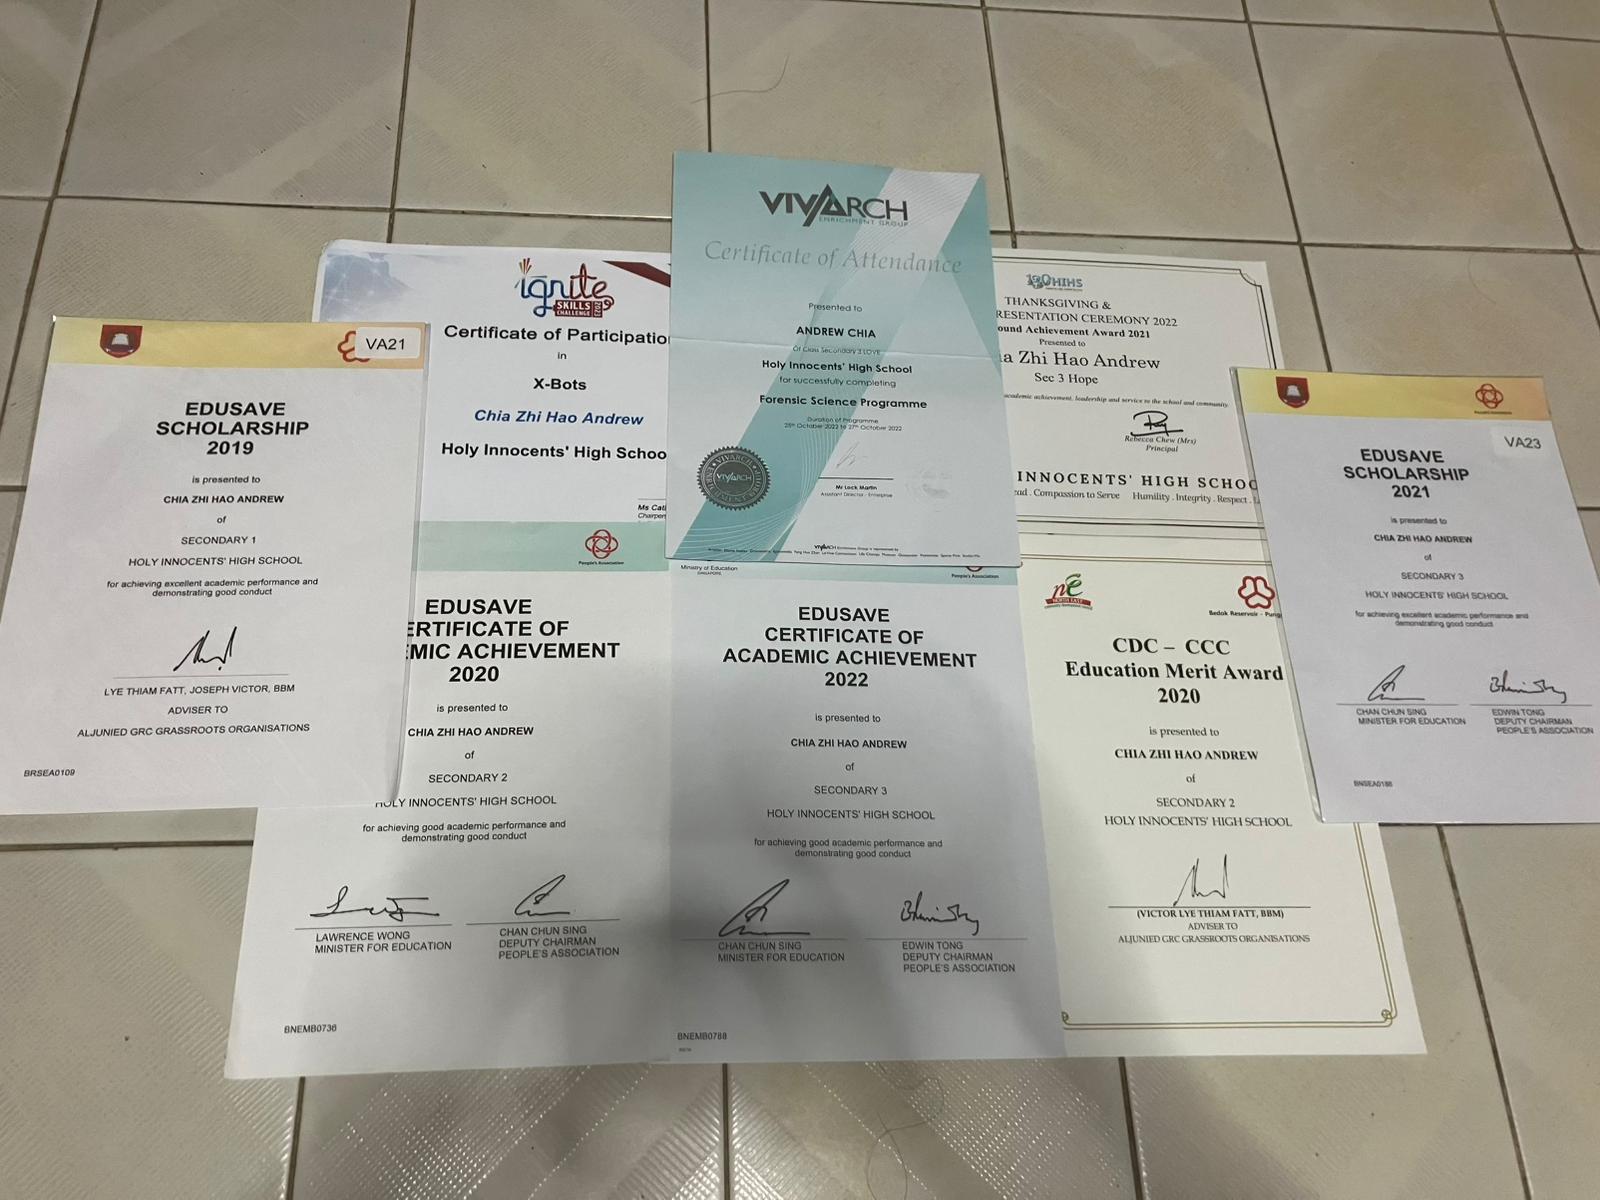 VIVARCH
ENRICHMENT GROUP
Certificate of Attendance
Presented to
ANDREW CHIA
Of Class Secondary 3 LOVE
Holy Innocents' High School
for successfully completing
Forensic Science Programme
Duration of Programme
25th October 2022 to 27th October 2022
Mr Lock Martin
Assistant Director - Enterprise
VIVARCH
ignite
SKILLS
CHALLENGE
Certificate of Participatio
in
X-Bots
Chia Zhi Hao Andrew
Holy Innocents' High Schoo
Ms Cat
Chairper
130 HIHS
THANKSGIVING &
RESENTATION CEREMONY 2022
ound Achievement Award 2021
Presented to
a Zhi Hao Andrew
Sec 3 Hope
academic achievement, leadership and service to the school and community.
Rebecca Chew (Mrs)
Principal
INNOCENTS' HIGH SCHOO
ead . Compassion to Serve Humility . Integrity . Respect .
VA21
EDUSAVE
SCHOLARSHIP
2019
is presented to
CHIA ZHI HAO ANDREW
of
SECONDARY 1
HOLY INNOCENTS' HIGH SCHOOL
for achieving excellent academic performance and
demonstrating good conduct
LYE THIAM FATT, JOSEPH VICTOR, BBM
ADVISER TO
ALJUNIED GRC GRASSROOTS ORGANISATIONS
BRSEA0109
People's Association
EDUSAVE
ERTIFICATE OF
EMIC ACHIEVEMENT
2020
is presented to
CHIA ZHI HAO ANDREW
of
SECONDARY 2
HOLY INNOCENTS' HIGH SCHOOL
for achieving good academic performance and
demonstrating good conduct
LAWRENCE WONG
MINISTER FOR EDUCATION
CHAN CHUN SING
DEPUTY CHAIRMAN
PEOPLE'S ASSOCIATION
BNEMB0736
Ministry of Education
SINGAPORE
People's Association
EDUSAVE
CERTIFICATE OF
ACADEMIC ACHIEVEMENT
2022
is presented to
CHIA ZHI HAO ANDREW
of
SECONDARY 3
HOLY INNOCENTS' HIGH SCHOOL
for achieving good academic performance and
demonstrating good conduct
CHAN CHUN SING
MINISTER FOR EDUCATION
EDWIN TONG
DEPUTY CHAIRMAN
PEOPLE'S ASSOCIATION
BNEMB0788
NORTH EAST
Bedok Reservoir - Pung
CDC – CCC
Education Merit Award
2020
is presented to
CHIA ZHI HAO ANDREW
of
SECONDARY 2
HOLY INNOCENTS' HIGH SCHOOL
(VICTOR LYE THIAM FATT, BBM)
ADVISER TO
ALJUNIED GRC GRASSROOTS ORGANISATIONS
People's Association
VA23
EDUSAVE
SCHOLARSHIP
2021
is presented to
CHIA ZHI HAO ANDREW
of
SECONDARY 3
HOLY INNOCENTS' HIGH SCHOOL
for achieving excellent academic performance and
demonstrating good conduct
CHAN CHUN SING
MINISTER FOR EDUCATION
EDWIN TONG
DEPUTY CHAIRMAN
PEOPLE'S ASSOCIATION
BNSEA0186